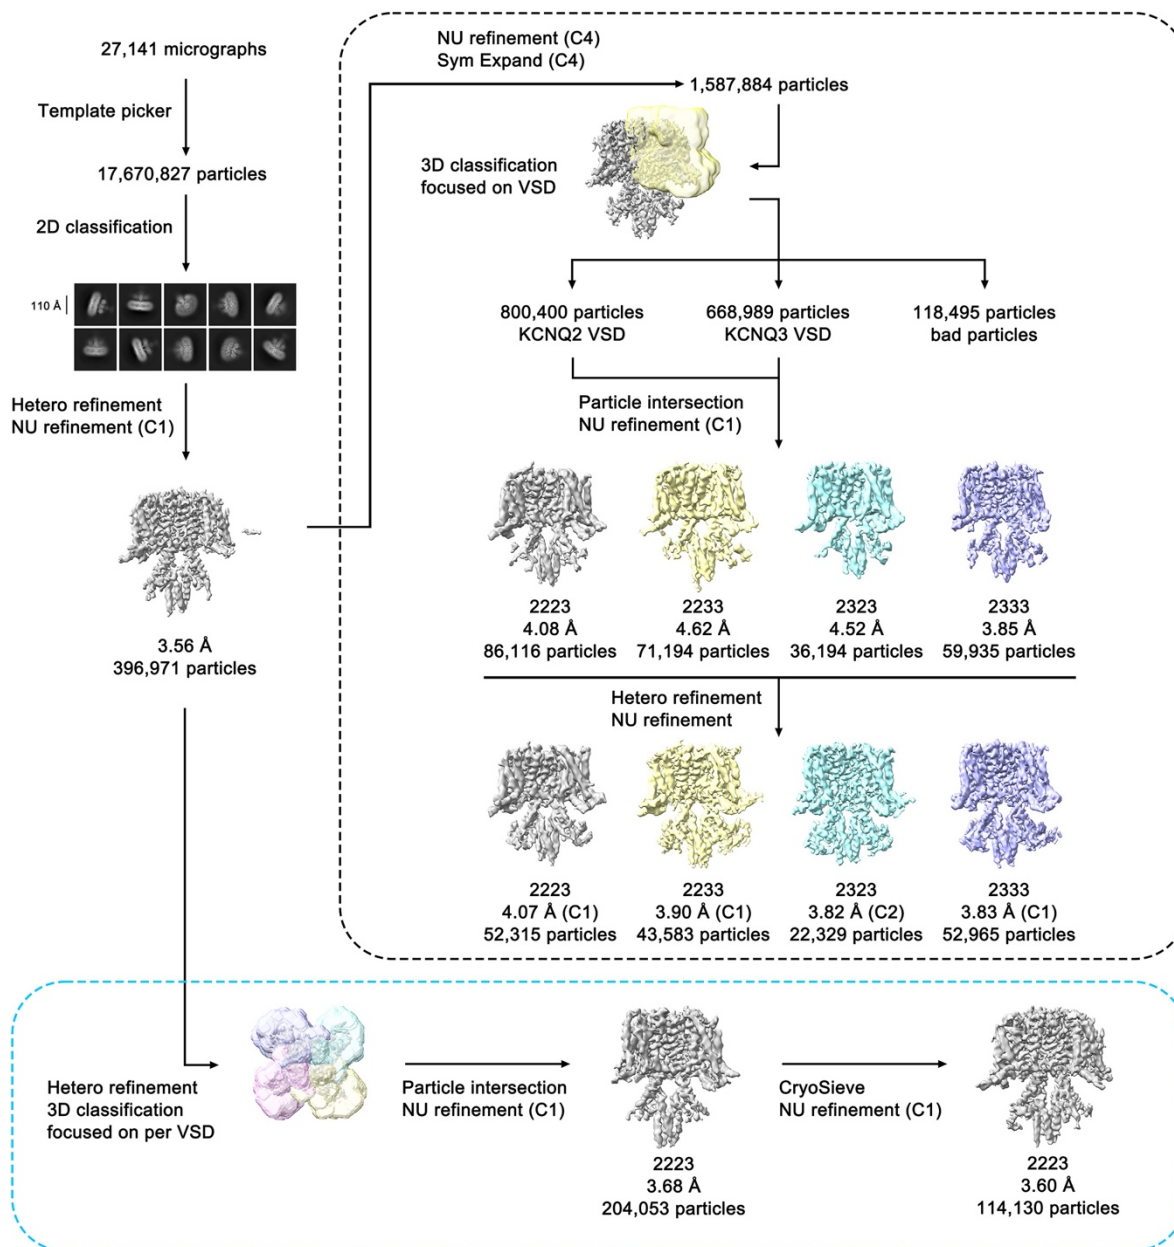 27,141 micrographs
Template picker
17,670,827 particles
2D classification
110 Å
Hetero refinement
NU refinement (C1)
3.56 Å
396,971 particles
NU refinement (C4)
Sym Expand (C4)
1,587,884 particles
3D classification
focused on VSD
800,400 particles
KCNQ2 VSD
668,989 particles
KCNQ3 VSD
118,495 particles
bad particles
Particle intersection
NU refinement (C1)
2223
4.08 Å
86,116 particles
2233
4.62 Å
71,194 particles
2323
4.52 Å
36,194 particles
2333
3.85 Å
59,935 particles
Hetero refinement
NU refinement
2223
4.07 Å (C1)
52,315 particles
2233
3.90 Å (C1)
43,583 particles
2323
3.82 Å (C2)
22,329 particles
2333
3.83 Å (C1)
52,965 particles
Hetero refinement
3D classification
focused on per VSD
Particle intersection
NU refinement (C1)
2223
3.68 Å
204,053 particles
CryoSieve
NU refinement (C1)
2223
3.60 Å
114,130 particles